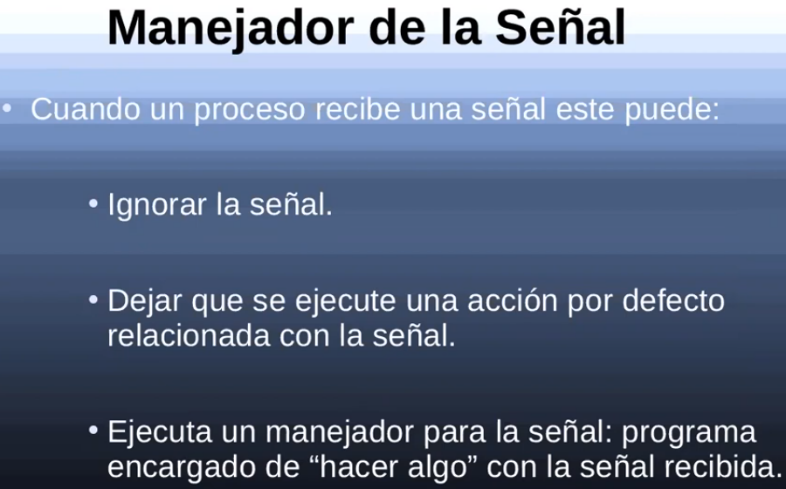 Manejador de la Señal
• Cuando un proceso recibe una señal este puede:
• Ignorar la señal.
• Dejar que se ejecute una acción por defecto
relacionada con la señal.
• Ejecuta un manejador para la señal: programa
encargado de “hacer algo” con la señal recibida.